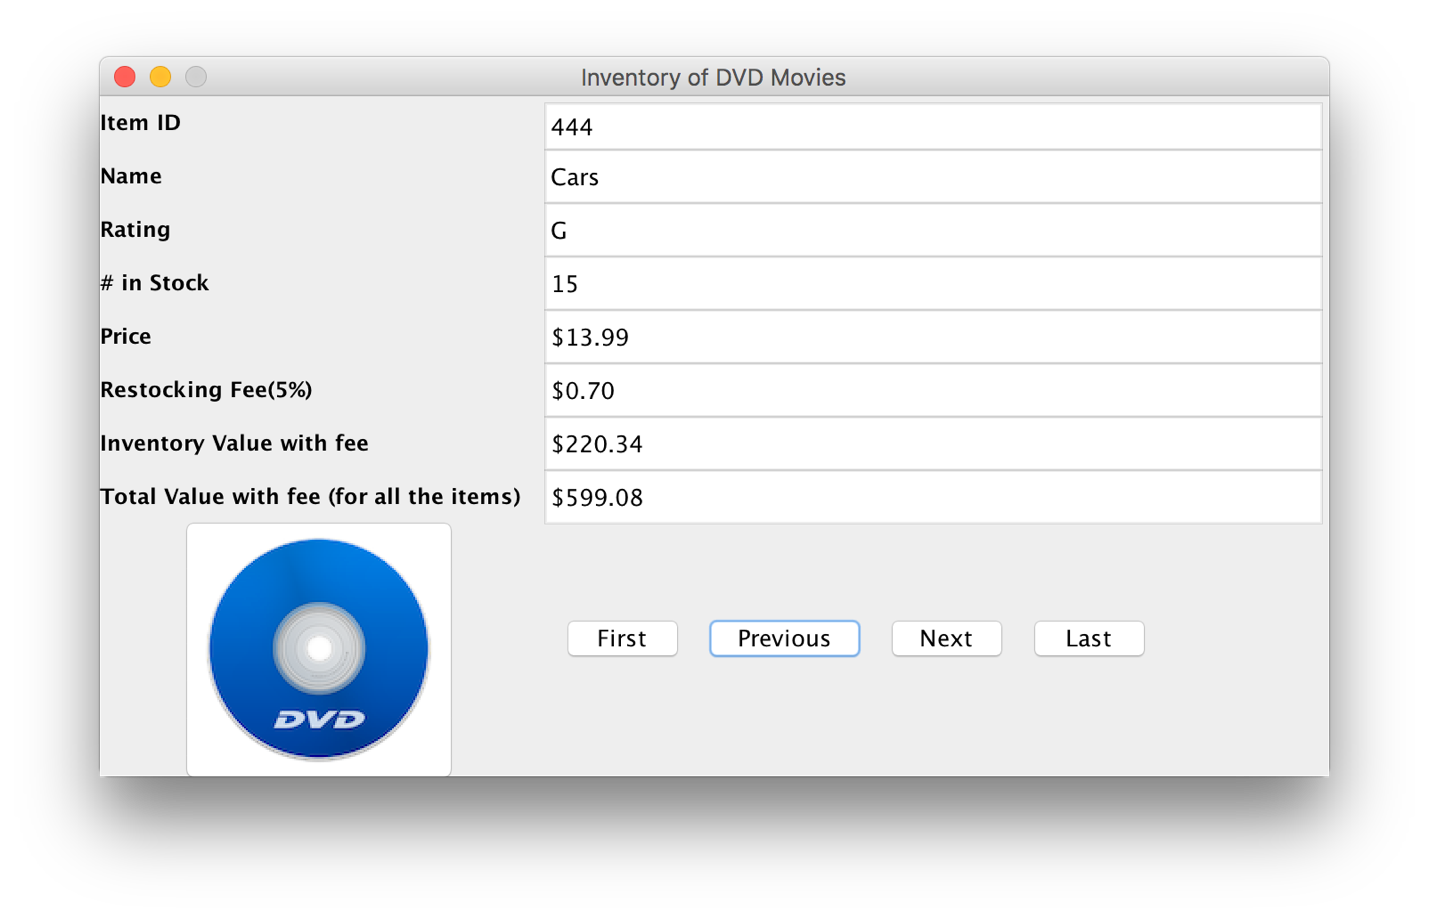 Inventory of DVD Movies
Item ID 444
Name Cars
Rating G
# in Stock 15
Price $13.99
Restocking Fee(5%) $0.70
Inventory Value with fee $220.34
Total Value with fee (for all the items) $599.08
First Previous Next Last
DVD